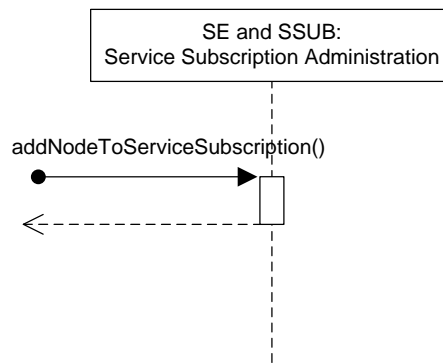 SE and SSUB:
Service Subscription Administration
addNodeToServiceSubscription()